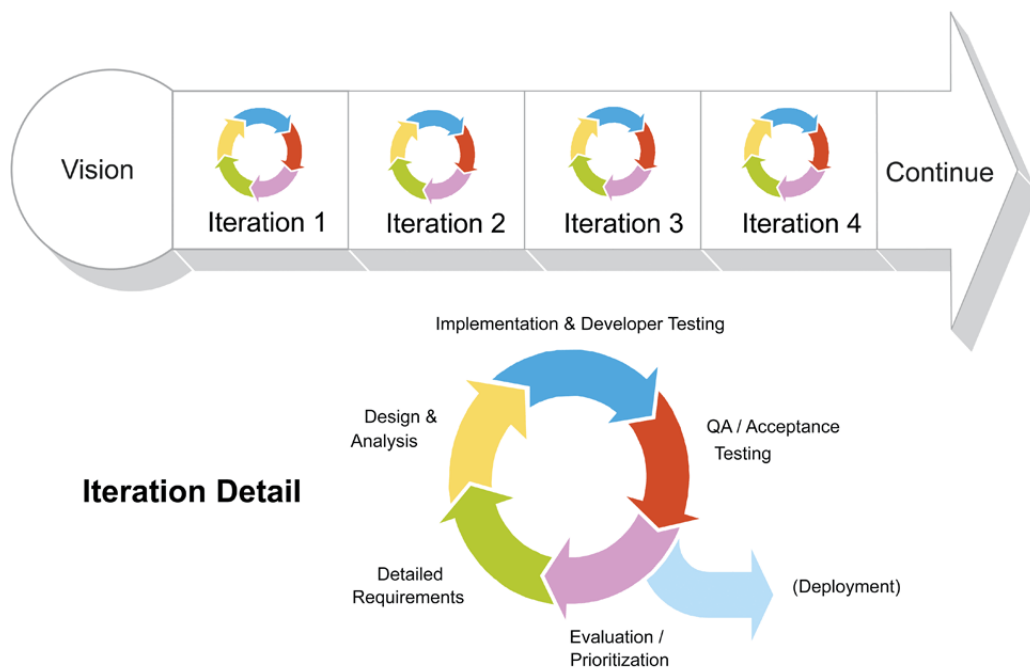 Vision
Iteration 1
Iteration 2
Iteration 3
Iteration 4
Continue
Implementation & Developer Testing
Design &
Analysis
QA / Acceptance
Testing
Iteration Detail
Detailed
Requirements
(Deployment)
Evaluation /
Prioritization